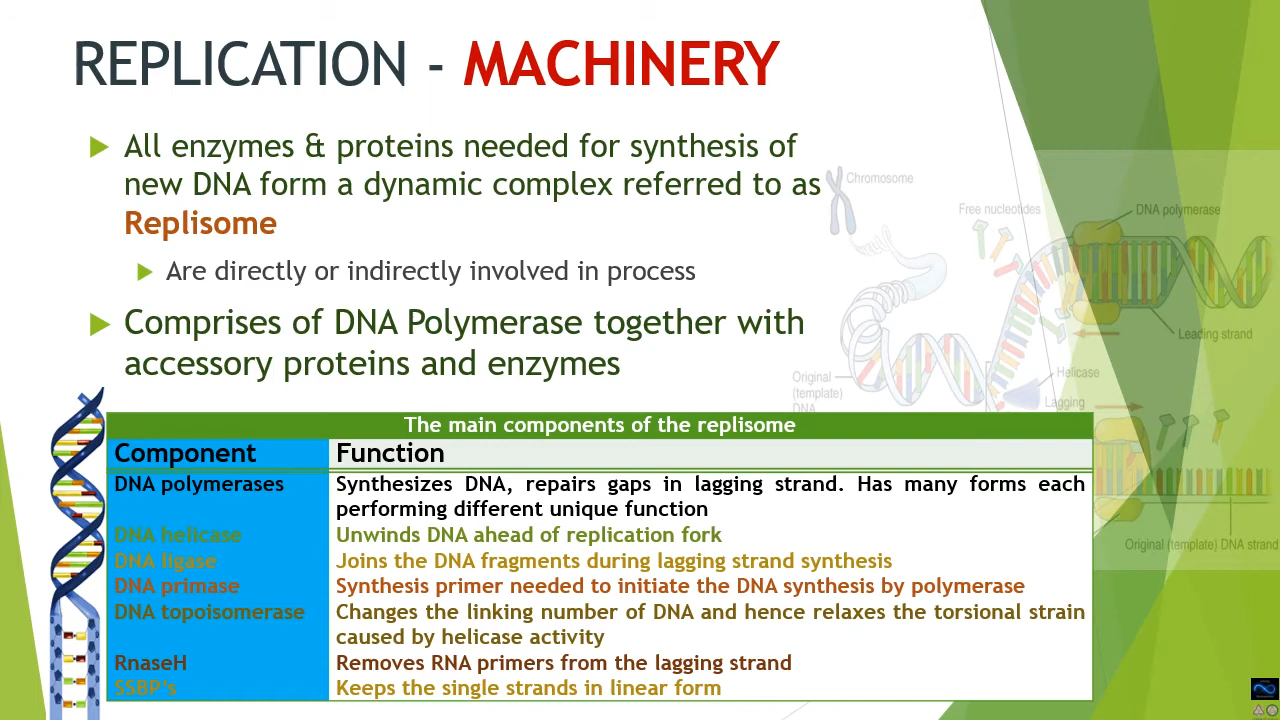 REPLICATION - MACHINERY
All enzymes & proteins needed for synthesis of
new DNA form a dynamic complex referred to as
Replisome
Are directly or indirectly involved in process
Comprises of DNA Polymerase together with
accessory proteins and enzymes
Chromosome
Free nucleotides
DNA polymerase
Leading strand
Helicase
Lagging
Original
(template)
DNA
Original (template) DNA strand
The main components of the replisome
Component Function
DNA polymerases Synthesizes DNA, repairs gaps in lagging strand. Has many forms each
performing different unique function
DNA helicase Unwinds DNA ahead of replication fork
DNA ligase Joins the DNA fragments during lagging strand synthesis
DNA primase Synthesis primer needed to initiate the DNA synthesis by polymerase
DNA topoisomerase Changes the linking number of DNA and hence relaxes the torsional strain
caused by helicase activity
RnaseH Removes RNA primers from the lagging strand
SSBP's Keeps the single strands in linear form